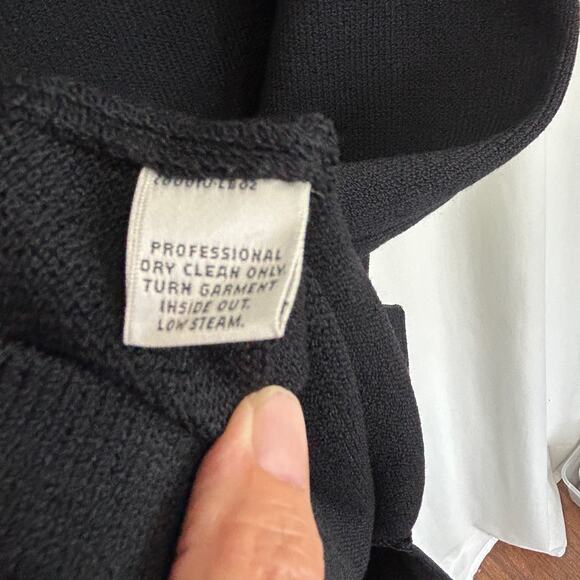 PROFESSIONAL
DRY CLEAN ONLY.
TURN GARMENT
INSIDE OUT.
LOW STEAM.